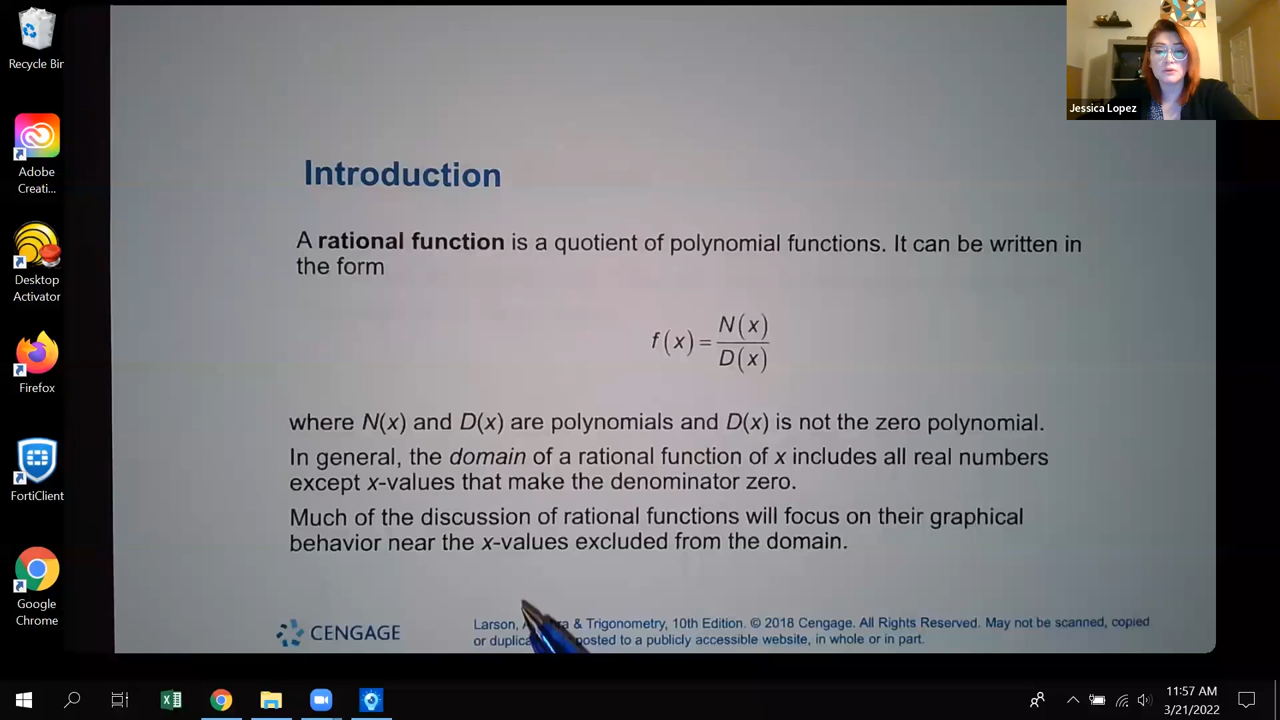 Recycle Bin
Adobe
Creati...
Desktop
Activator
Firefox
FortiClient
Google
Chrome
Jessica Lopez
Introduction
A rational function is a quotient of polynomial functions. It can be written in
the form
f(x) = N(x)
D(x)
where N(x) and D(x) are polynomials and D(x) is not the zero polynomial.
In general, the domain of a rational function of x includes all real numbers
except x-values that make the denominator zero.
Much of the discussion of rational functions will focus on their graphical
behavior near the x-values excluded from the domain.
CENGAGE
Larson, & Trigonometry, 10th Edition. © 2018 Cengage. All Rights Reserved. May not be scanned, copied
or posted to a publicly accessible website, in whole or in part.
11:57 AM
3/21/2022